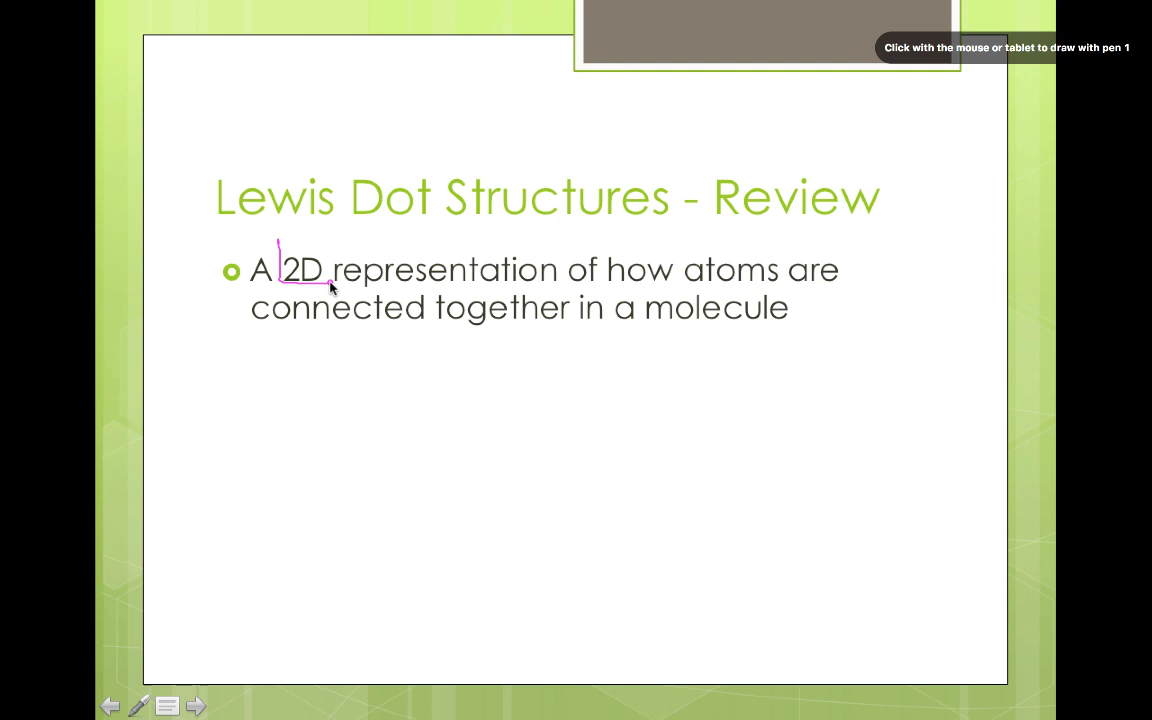 Click with the mouse or tablet to draw with pen 1
Lewis Dot Structures - Review
A 2D representation of how atoms are
connected together in a molecule